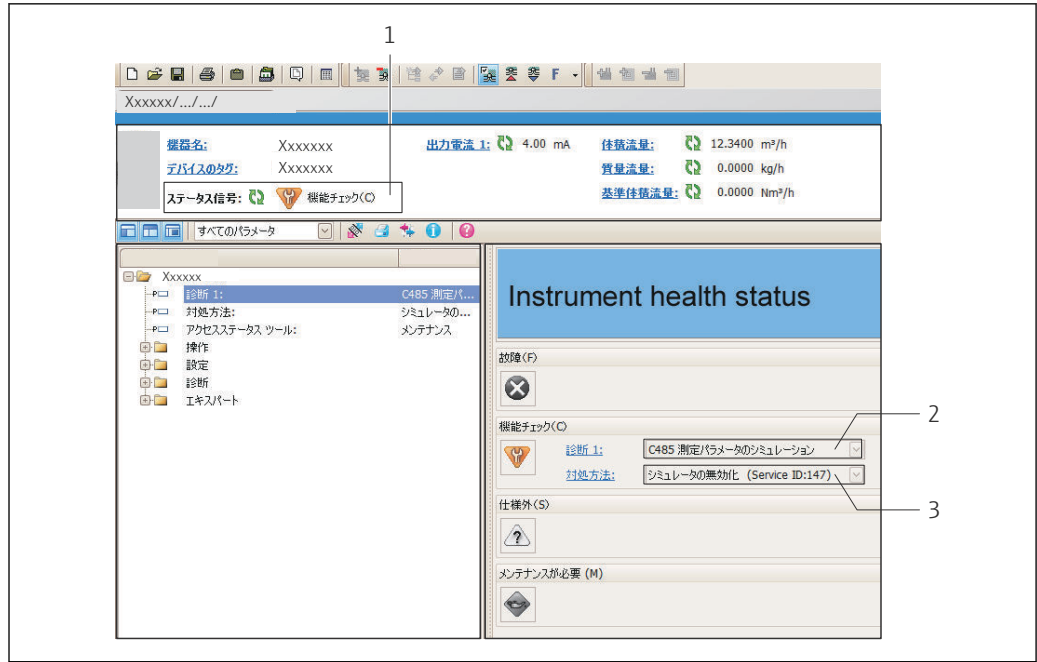 1
F
Xxxxxx/.../.../
機器名: Xxxxxxx 出力電流 1: 4.00 mA 体積流量: 12.3400 m³/h
デバイスのタグ: Xxxxxxx 質量流量: 0.0000 kg/h
ステータス信号: 機能チェック(C) 基準体積流量: 0.0000 Nm³/h
すべてのパラメータ
Xxxxxx
診断 1: C485 測定パ...
対処方法: シミュレータの...
アクセスステータス ツール: メンテナンス
操作
設定
診断
エキスパート
Instrument health status
故障(F)
機能チェック(C)
2
診断 1: C485 測定パラメータのシミュレーション
対処方法: シミュレータの無効化 (Service ID:147)
3
仕様外(S)
メンテナンスが必要 (M)